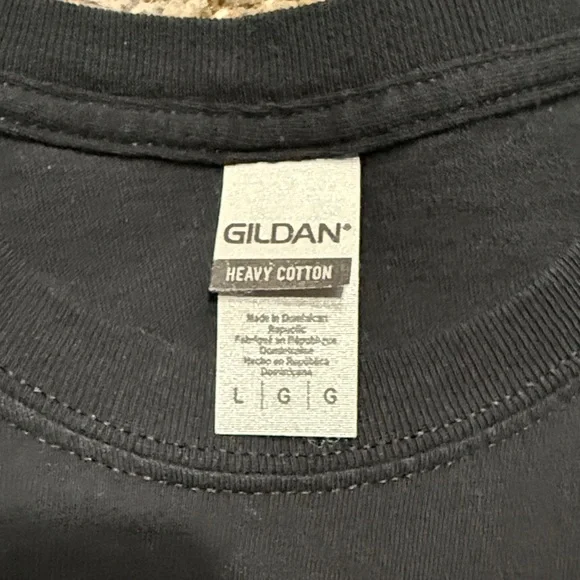 GILDAN®
HEAVY COTTON
Made in Dominican
Republic
Fabriqué en République
Dominicaine
Hecho en República
Dominicana
L | G | G